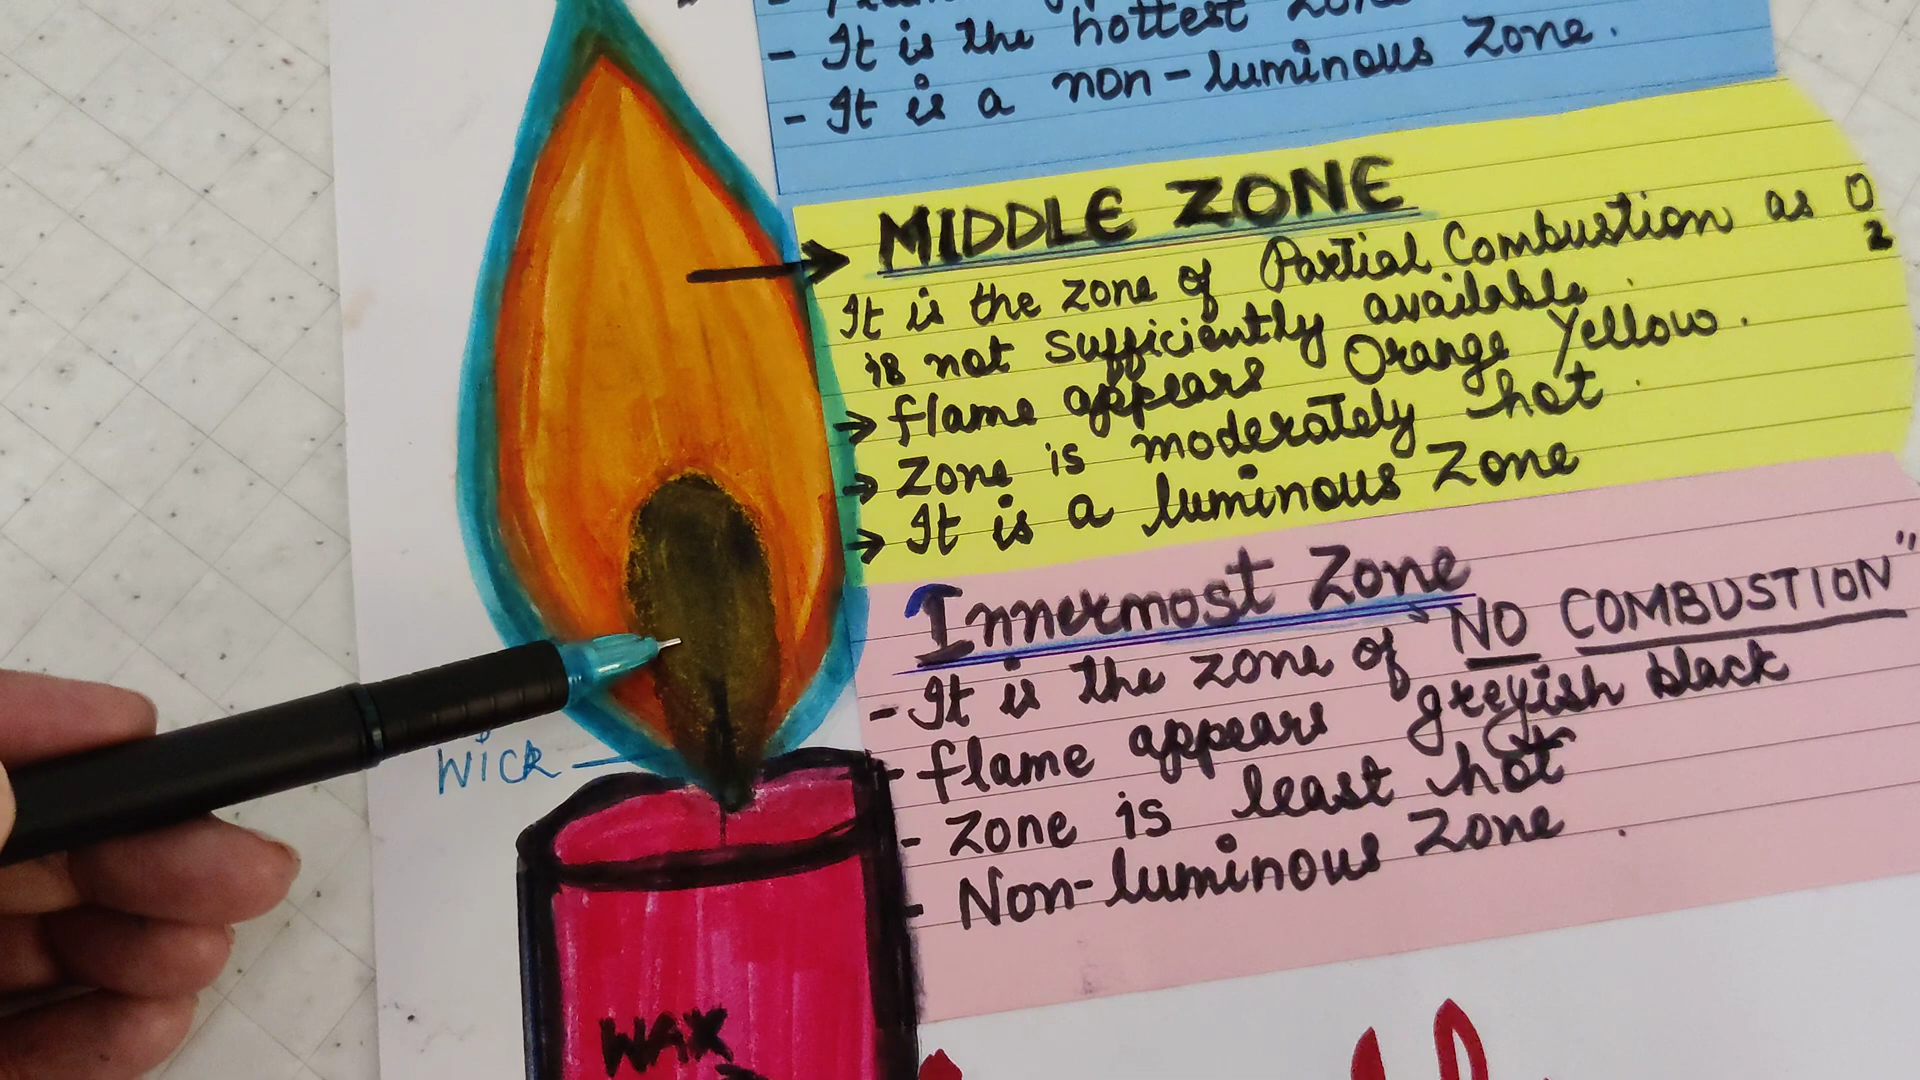 - It is the hottest zone
- It is a non-luminous zone.
MIDDLE ZONE
It is the zone of Partial Combustion as O2
is not sufficiently available.
→ flame appears Orange Yellow.
→ Zone is moderately hot.
→ It is a luminous Zone
Innermost Zone
- It is the zone of "NO COMBUSTION"
- flame appears greyish black
- Zone is least hot
- Non-luminous Zone.
Wick
WAX